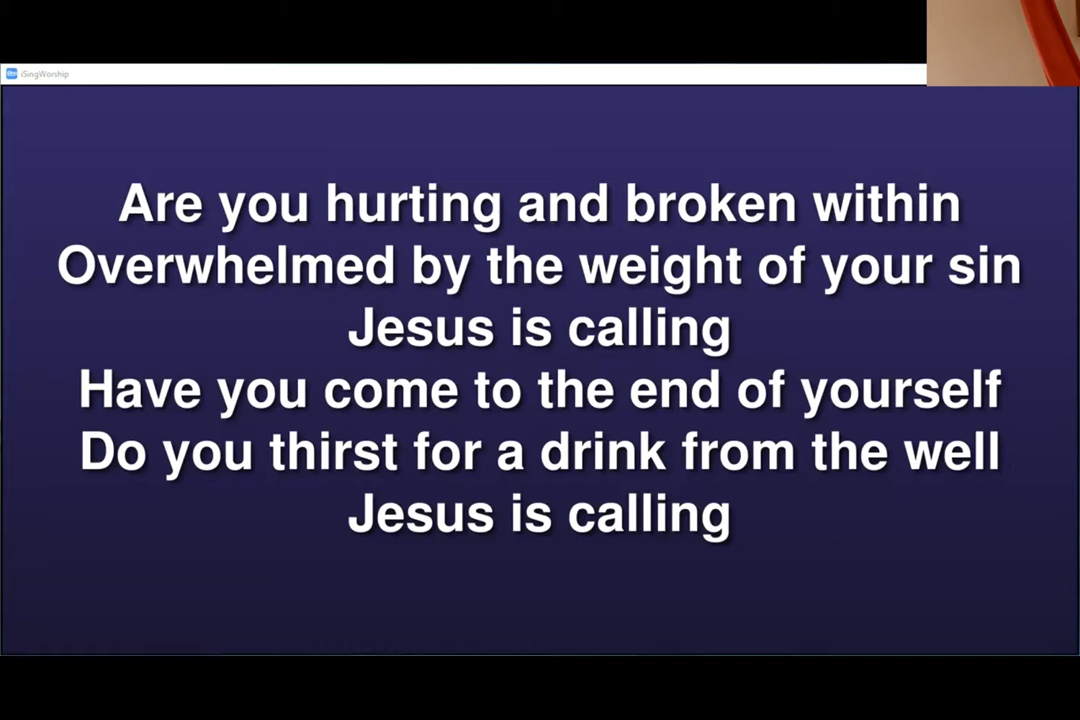 iSingWorship
Are you hurting and broken within
Overwhelmed by the weight of your sin
Jesus is calling
Have you come to the end of yourself
Do you thirst for a drink from the well
Jesus is calling